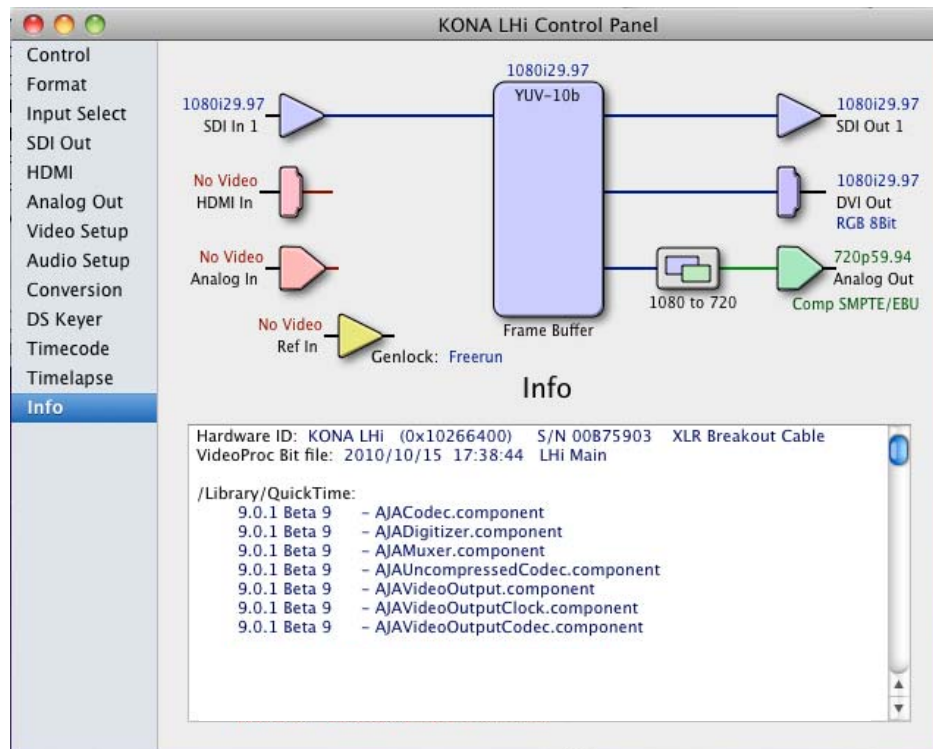 KONA LHi Control Panel
Control
Format
Input Select
SDI Out
HDMI
Analog Out
Video Setup
Audio Setup
Conversion
DS Keyer
Timecode
Timelapse
Info
1080i29.97
YUV-10b
Frame Buffer
1080i29.97
SDI In 1
No Video
HDMI In
No Video
Analog In
No Video
Ref In
Genlock: Freerun
1080i29.97
SDI Out 1
1080i29.97
DVI Out
RGB 8Bit
1080 to 720
720p59.94
Analog Out
Comp SMPTE/EBU
Info
Hardware ID: KONA LHi (0x10266400) S/N 00B75903 XLR Breakout Cable
VideoProc Bit file: 2010/10/15 17:38:44 LHi Main
/Library/QuickTime:
9.0.1 Beta 9 – AJACodec.component
9.0.1 Beta 9 – AJADigitizer.component
9.0.1 Beta 9 – AJAMuxer.component
9.0.1 Beta 9 – AJAUncompressedCodec.component
9.0.1 Beta 9 – AJAVideoOutput.component
9.0.1 Beta 9 – AJAVideoOutputClock.component
9.0.1 Beta 9 – AJAVideoOutputCodec.component